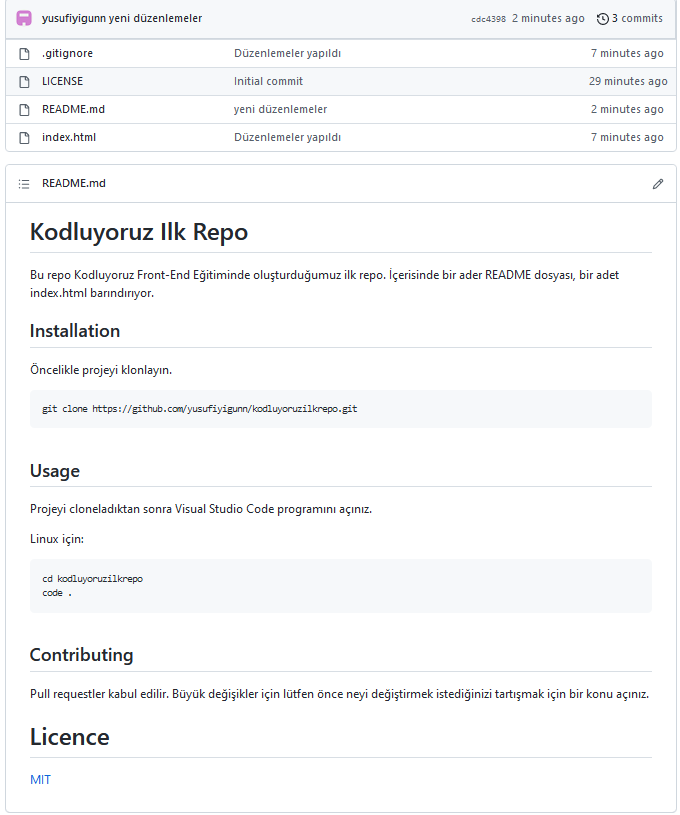 yusufiyigunn yeni düzenlemeler cdc4398 2 minutes ago 3 commits
.gitignore Düzenlemeler yapıldı 7 minutes ago
LICENSE Initial commit 29 minutes ago
README.md yeni düzenlemeler 2 minutes ago
index.html Düzenlemeler yapıldı 7 minutes ago
README.md
Kodluyoruz Ilk Repo
Bu repo Kodluyoruz Front-End Eğitiminde oluşturduğumuz ilk repo. İçerisinde bir ader README dosyası, bir adet
index.html barındırıyor.
Installation
Öncelikle projeyi klonlayın.
git clone https://github.com/yusufiyigunn/kodluyoruzilkrepo.git
Usage
Projeyi cloneladıktan sonra Visual Studio Code programını açınız.
Linux için:
cd kodluyoruzilkrepo
code .
Contributing
Pull requestler kabul edilir. Büyük değişikler için lütfen önce neyi değiştirmek istediğinizi tartışmak için bir konu açınız.
Licence
MIT